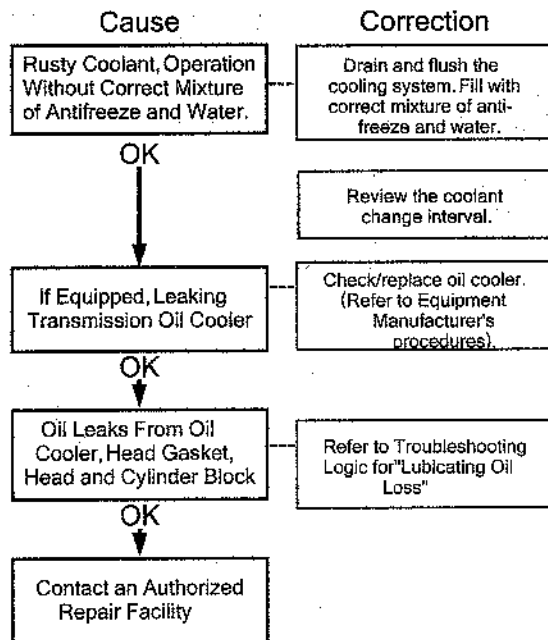 Cause
Correction
Rusty Coolant, Operation
Without Correct Mixture
of Antifreeze and Water.
Drain and flush the
cooling system. Fill with
correct mixture of anti-
freeze and water.
OK
Review the coolant
change interval.
If Equipped, Leaking
Transmission Oil Cooler
Check/replace oil cooler.
(Refer to Equipment
Manufacturer's
procedures).
OK
Oil Leaks From Oil
Cooler, Head Gasket,
Head and Cylinder Block
Refer to Troubleshooting
Logic for "Lubicating Oil
Loss"
OK
Contact an Authorized
Repair Facility